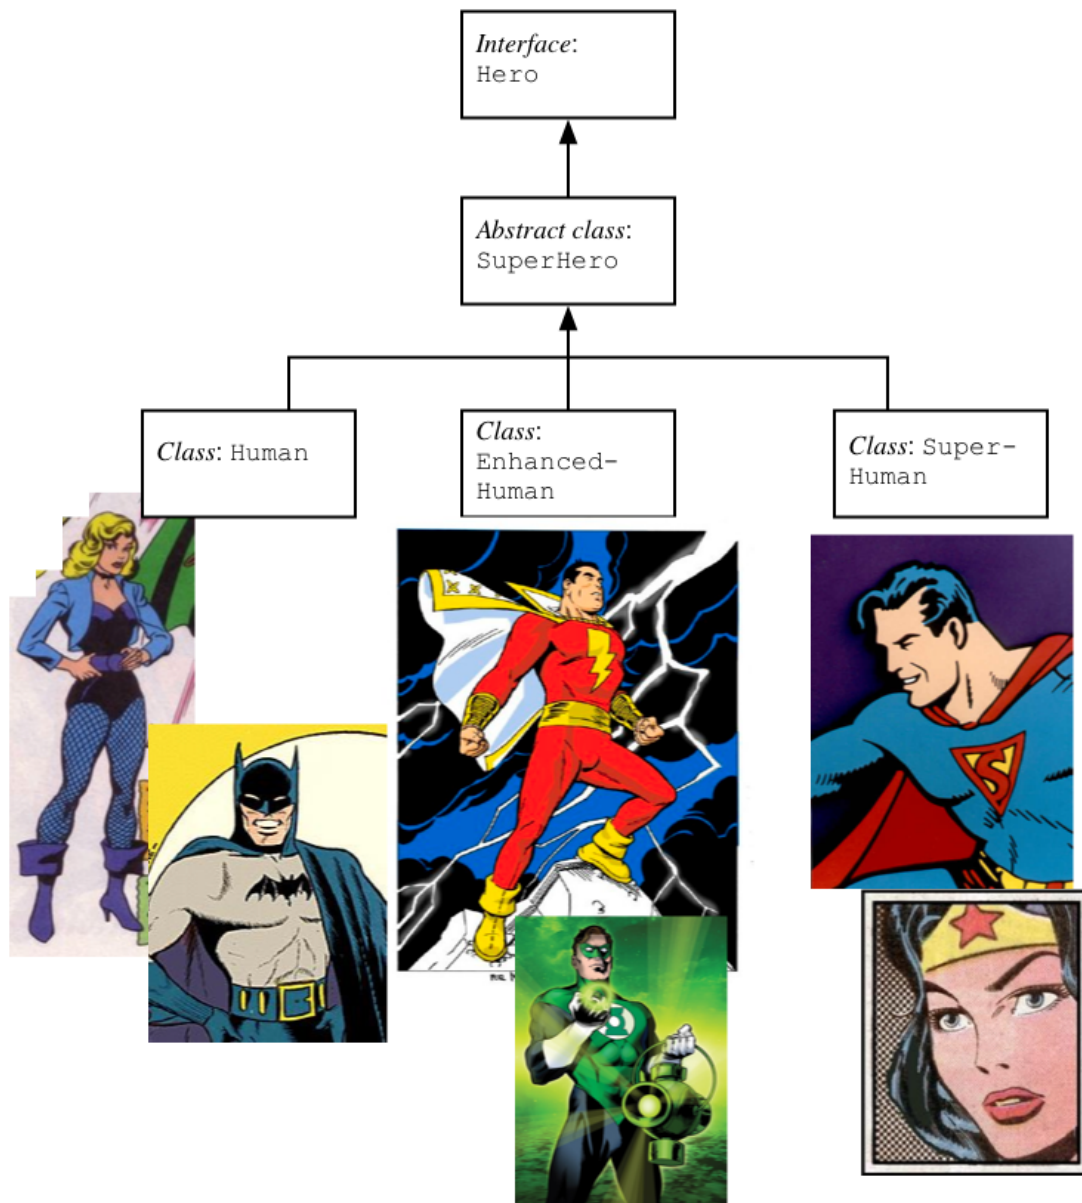 Interface:
Hero
Abstract class:
SuperHero
Class: Human
Class:
Enhanced-
Human
Class: Super-
Human
S